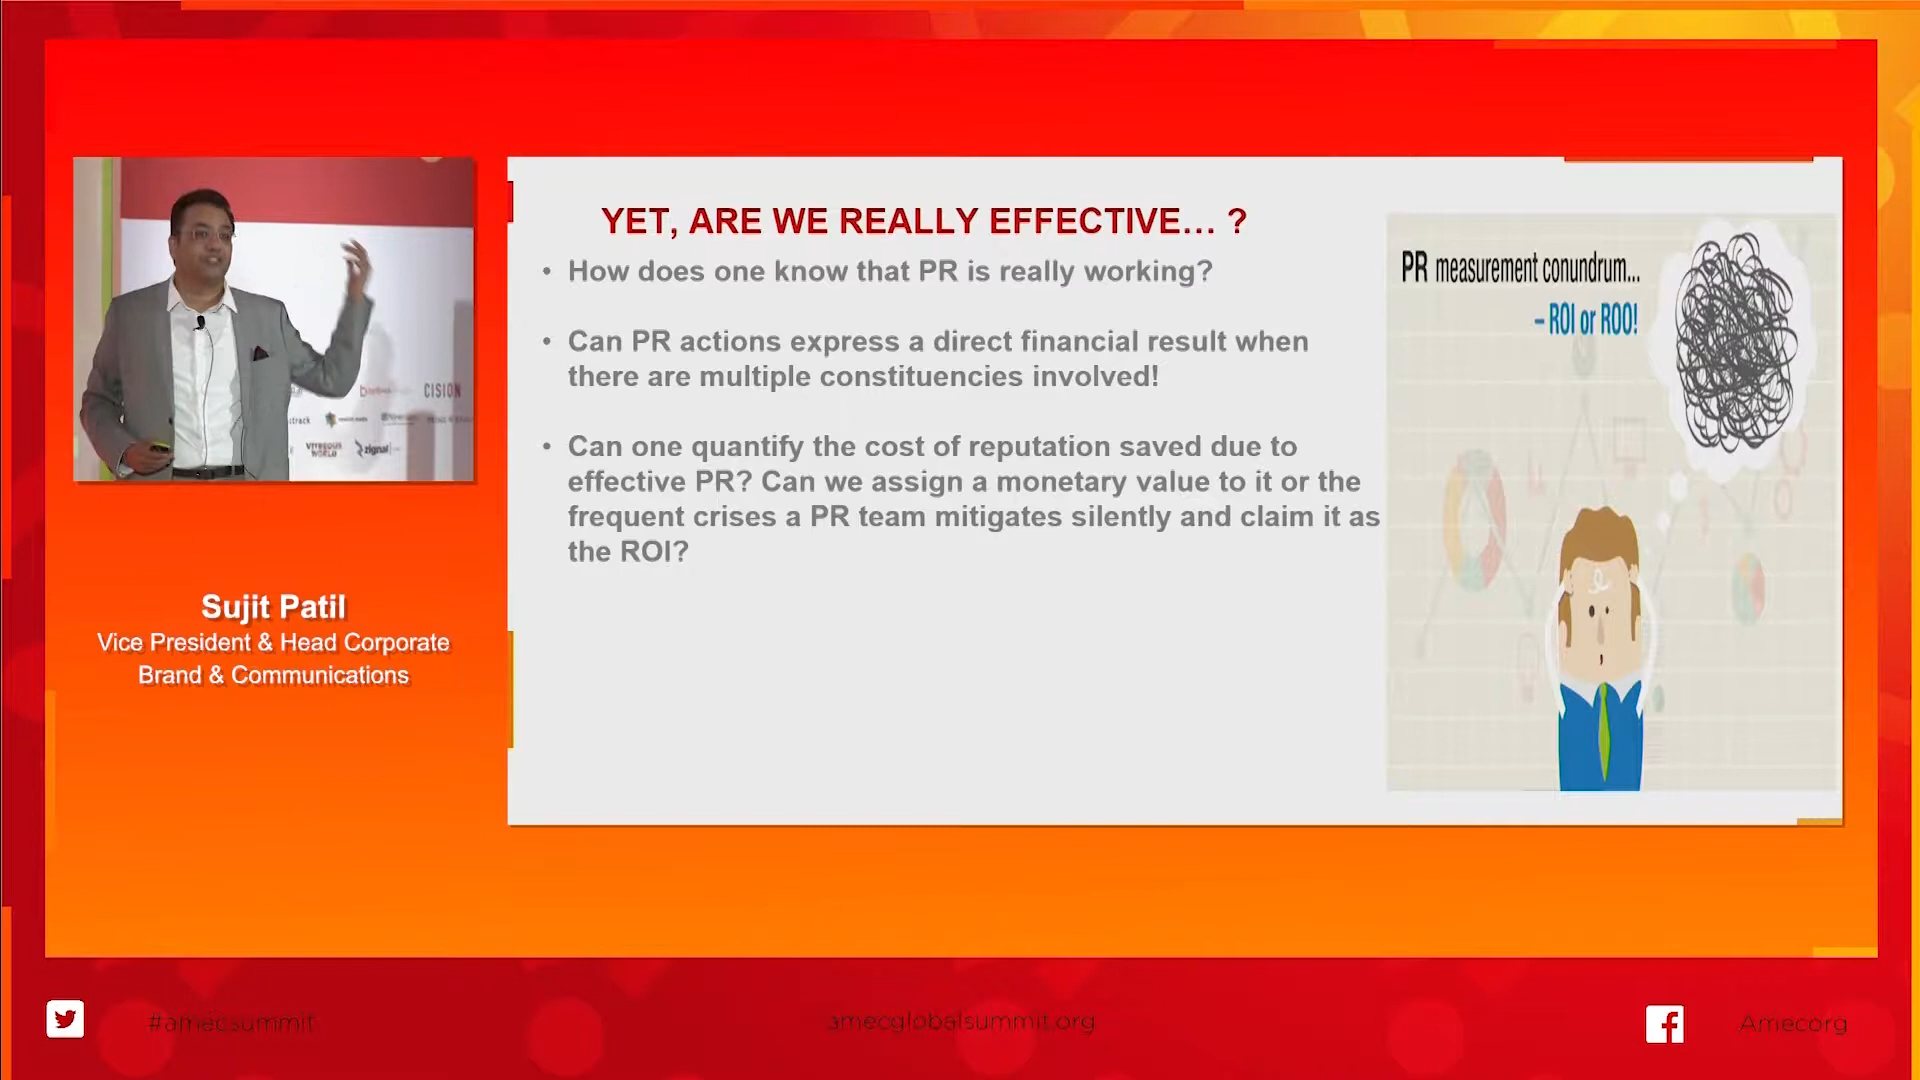 YET, ARE WE REALLY EFFECTIVE... ?
• How does one know that PR is really working?
• Can PR actions express a direct financial result when
there are multiple constituencies involved!
• Can one quantify the cost of reputation saved due to
effective PR? Can we assign a monetary value to it or the
frequent crises a PR team mitigates silently and claim it as
the ROI?
PR measurement conundrum...
– ROI or ROO!
CISION
VITREOUS
WORLD
zignal
Sujit Patil
Vice President & Head Corporate
Brand & Communications
#amecsummit
amecglobalsummit.org
Amecorg